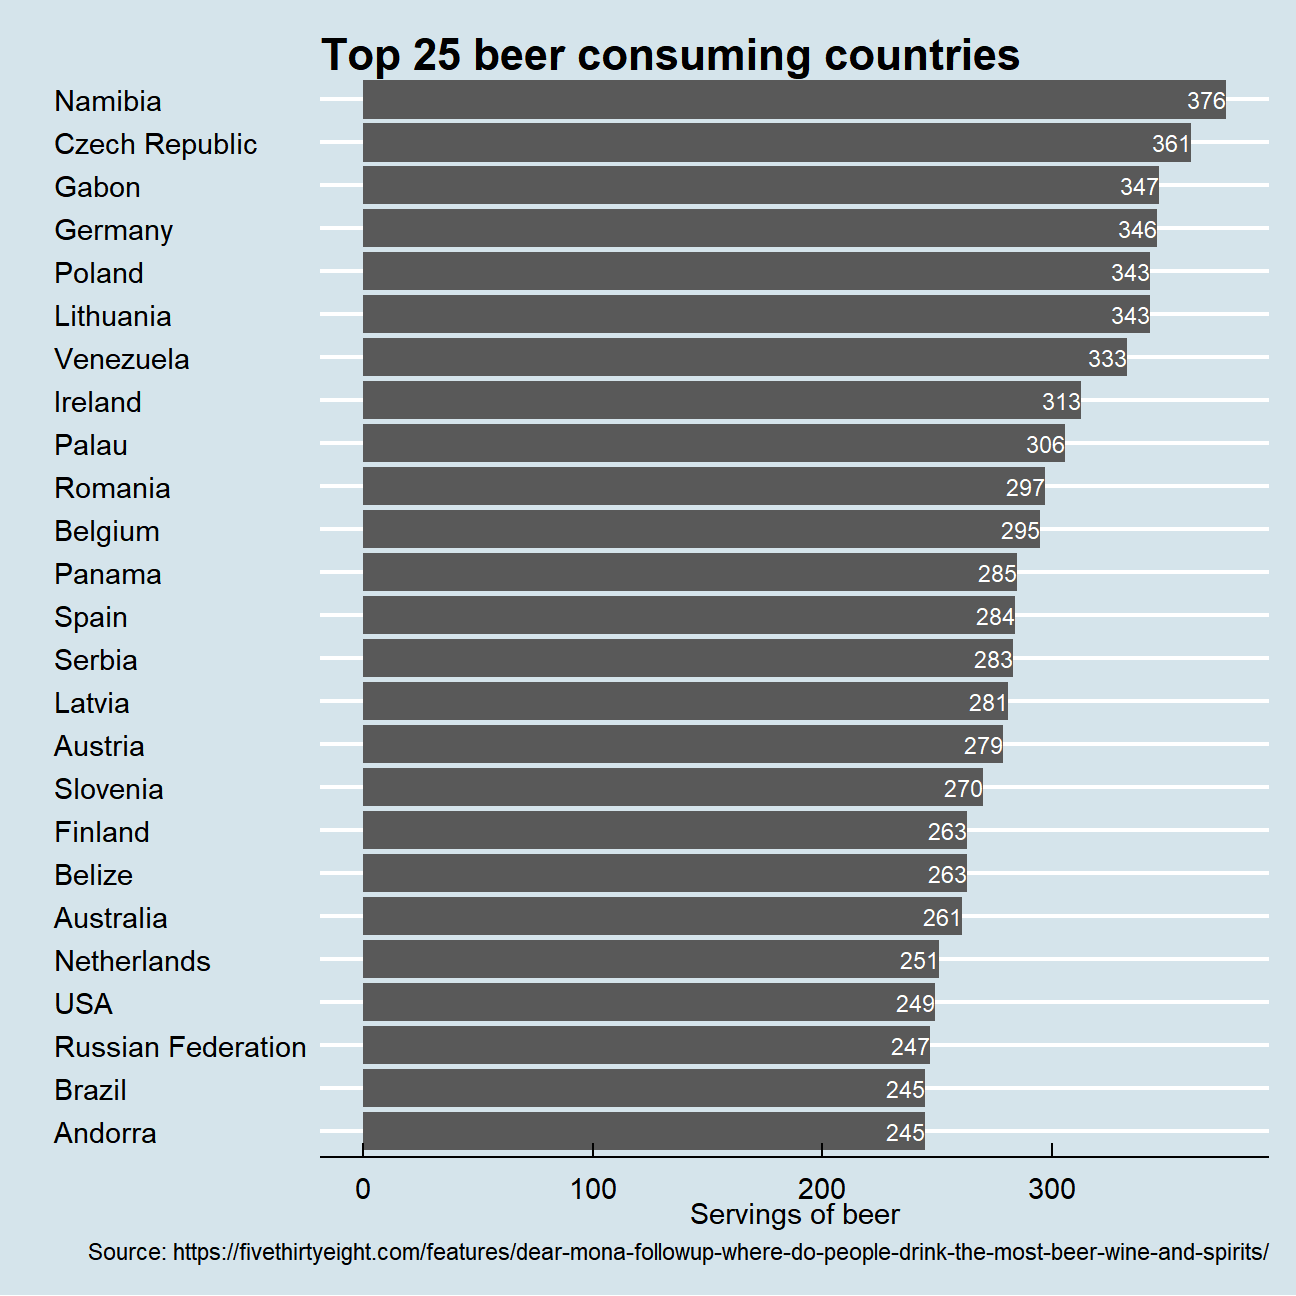 Top 25 beer consuming countries
Namibia 376
Czech Republic 361
Gabon 347
Germany 346
Poland 343
Lithuania 343
Venezuela 333
Ireland 313
Palau 306
Romania 297
Belgium 295
Panama 285
Spain 284
Serbia 283
Latvia 281
Austria 279
Slovenia 270
Finland 263
Belize 263
Australia 261
Netherlands 251
USA 249
Russian Federation 247
Brazil 245
Andorra 245
0 100 200 300
Servings of beer
Source: https://fivethirtyeight.com/features/dear-mona-followup-where-do-people-drink-the-most-beer-wine-and-spirits/